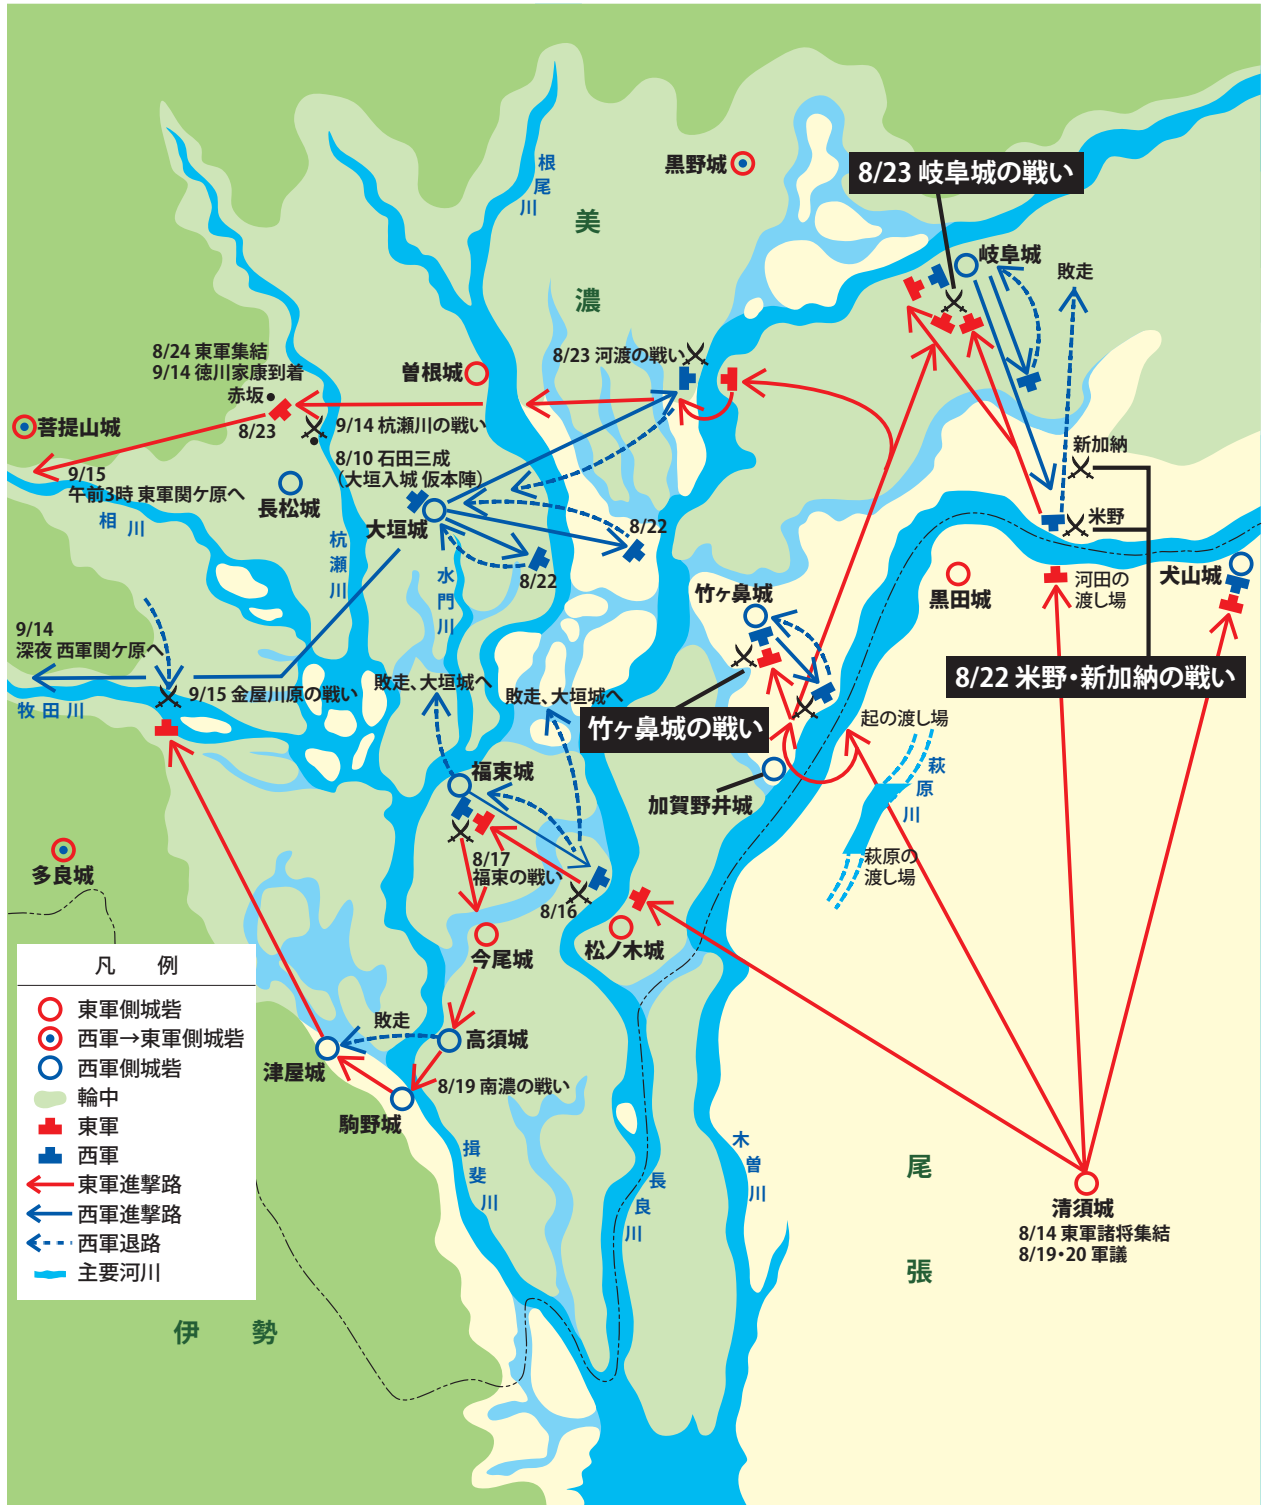 根尾川
美濃
黒野城
8/23 岐阜城の戦い
岐阜城
敗走
8/24 東軍集結
9/14 徳川家康到着
赤坂
8/23
菩提山城
曽根城
8/23 河渡の戦い
9/14 杭瀬川の戦い
8/10 石田三成
(大垣入城 仮本陣)
9/15
午前3時 東軍関ケ原へ
相川
長松城
大垣城
杭瀬川
水門川
8/22
8/22
新加納
米野
河田の
渡し場
犬山城
黒田城
8/22 米野・新加納の戦い
竹ヶ鼻城
竹ヶ鼻城の戦い
9/14
深夜 西軍関ケ原へ
9/15 金屋川原の戦い
牧田川
敗走、大垣城へ
敗走、大垣城へ
起の渡し場
萩原川
萩原の
渡し場
加賀野井城
福束城
8/17
福束の戦い
8/16
多良城
今尾城
松ノ木城
敗走
高須城
津屋城
8/19 南濃の戦い
駒野城
揖斐川
長良川
木曽川
尾張
清須城
8/14 東軍諸将集結
8/19・20 軍議
伊勢
凡 例
東軍側城砦
西軍→東軍側城砦
西軍側城砦
輪中
東軍
西軍
東軍進撃路
西軍進撃路
西軍退路
主要河川